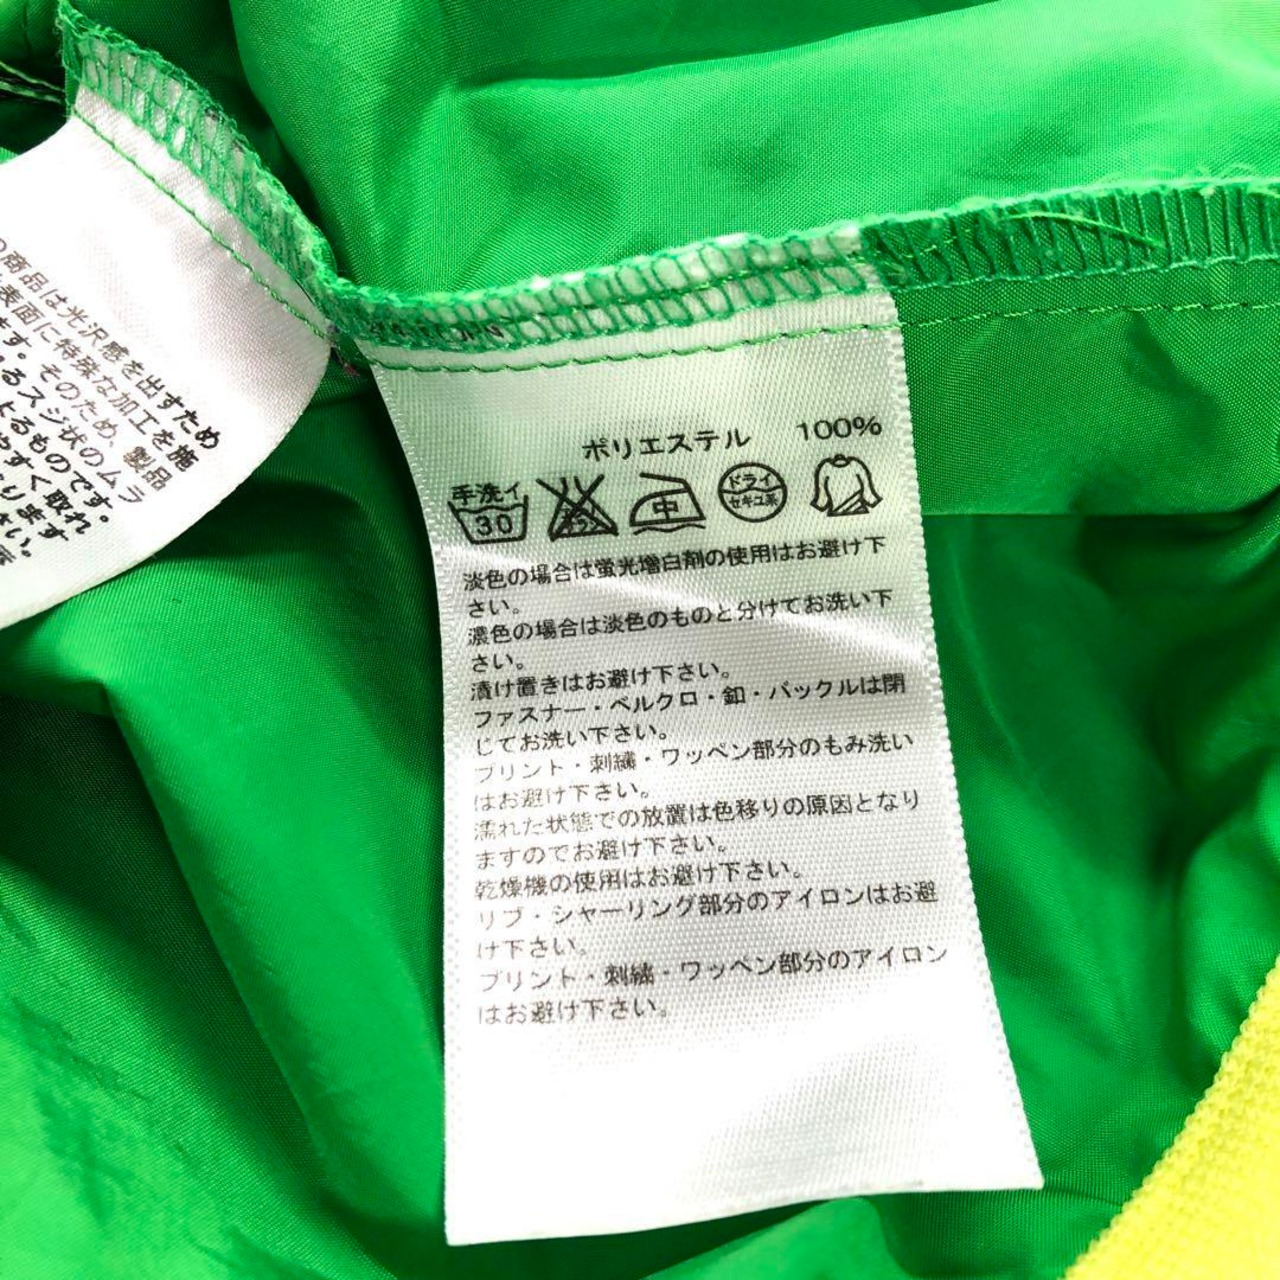 の商品は光沢感を出すため
表面に特殊な加工を施
ます。そのため、製品
るスジ状のムラ
よるものです。
やすく取れ
ります
さい。
ポリエステル 100%
手洗イ
30
中
ドライ
セキユ系
淡色の場合は蛍光増白剤の使用はお避け下
さい。
濃色の場合は淡色のものと分けてお洗い下
さい。
漬け置きはお避け下さい。
ファスナー・ベルクロ・釦・バックルは閉
じてお洗い下さい。
プリント・刺繍・ワッペン部分のもみ洗い
はお避け下さい。
濡れた状態での放置は色移りの原因となり
ますのでお避け下さい。
乾燥機の使用はお避け下さい。
リブ・シャーリング部分のアイロンはお避
け下さい。
プリント・刺繍・ワッペン部分のアイロン
はお避け下さい。